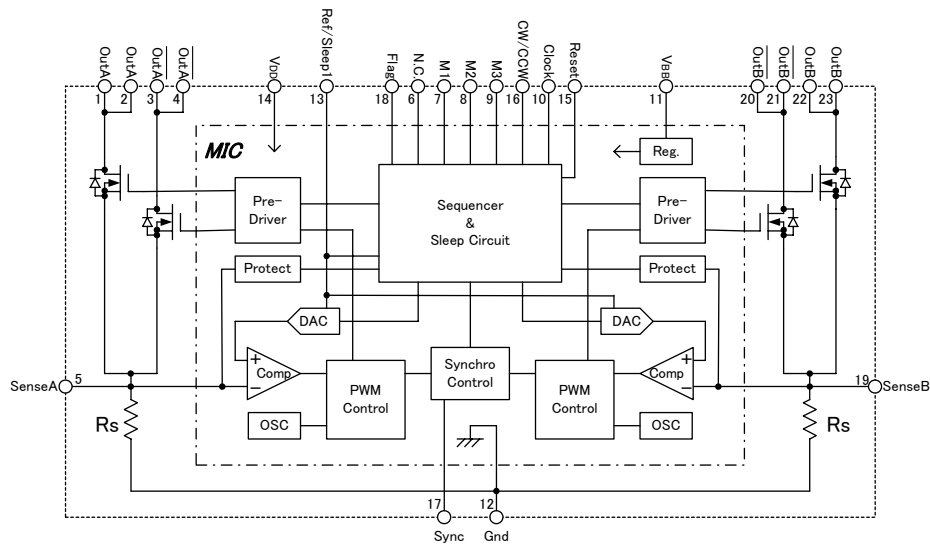 OutA
OutA
OutA
OutA
VDD
Ref/Sleep1
Flag
N.C.
M1
M2
M3
CW/CCW
Clock
Reset
VBB
OutB
OutB
OutB
OutB
1
2
3
4
14
13
18
6
7
8
9
16
10
15
11
20
21
22
23
MIC
Reg.
Pre-
Driver
Sequencer
&
Sleep Circuit
Pre-
Driver
Protect
Protect
DAC
DAC
+
Comp
−
Synchro
Control
+
Comp
−
SenseA
5
PWM
Control
PWM
Control
19
SenseB
Rs
OSC
OSC
Rs
17
12
Sync
Gnd